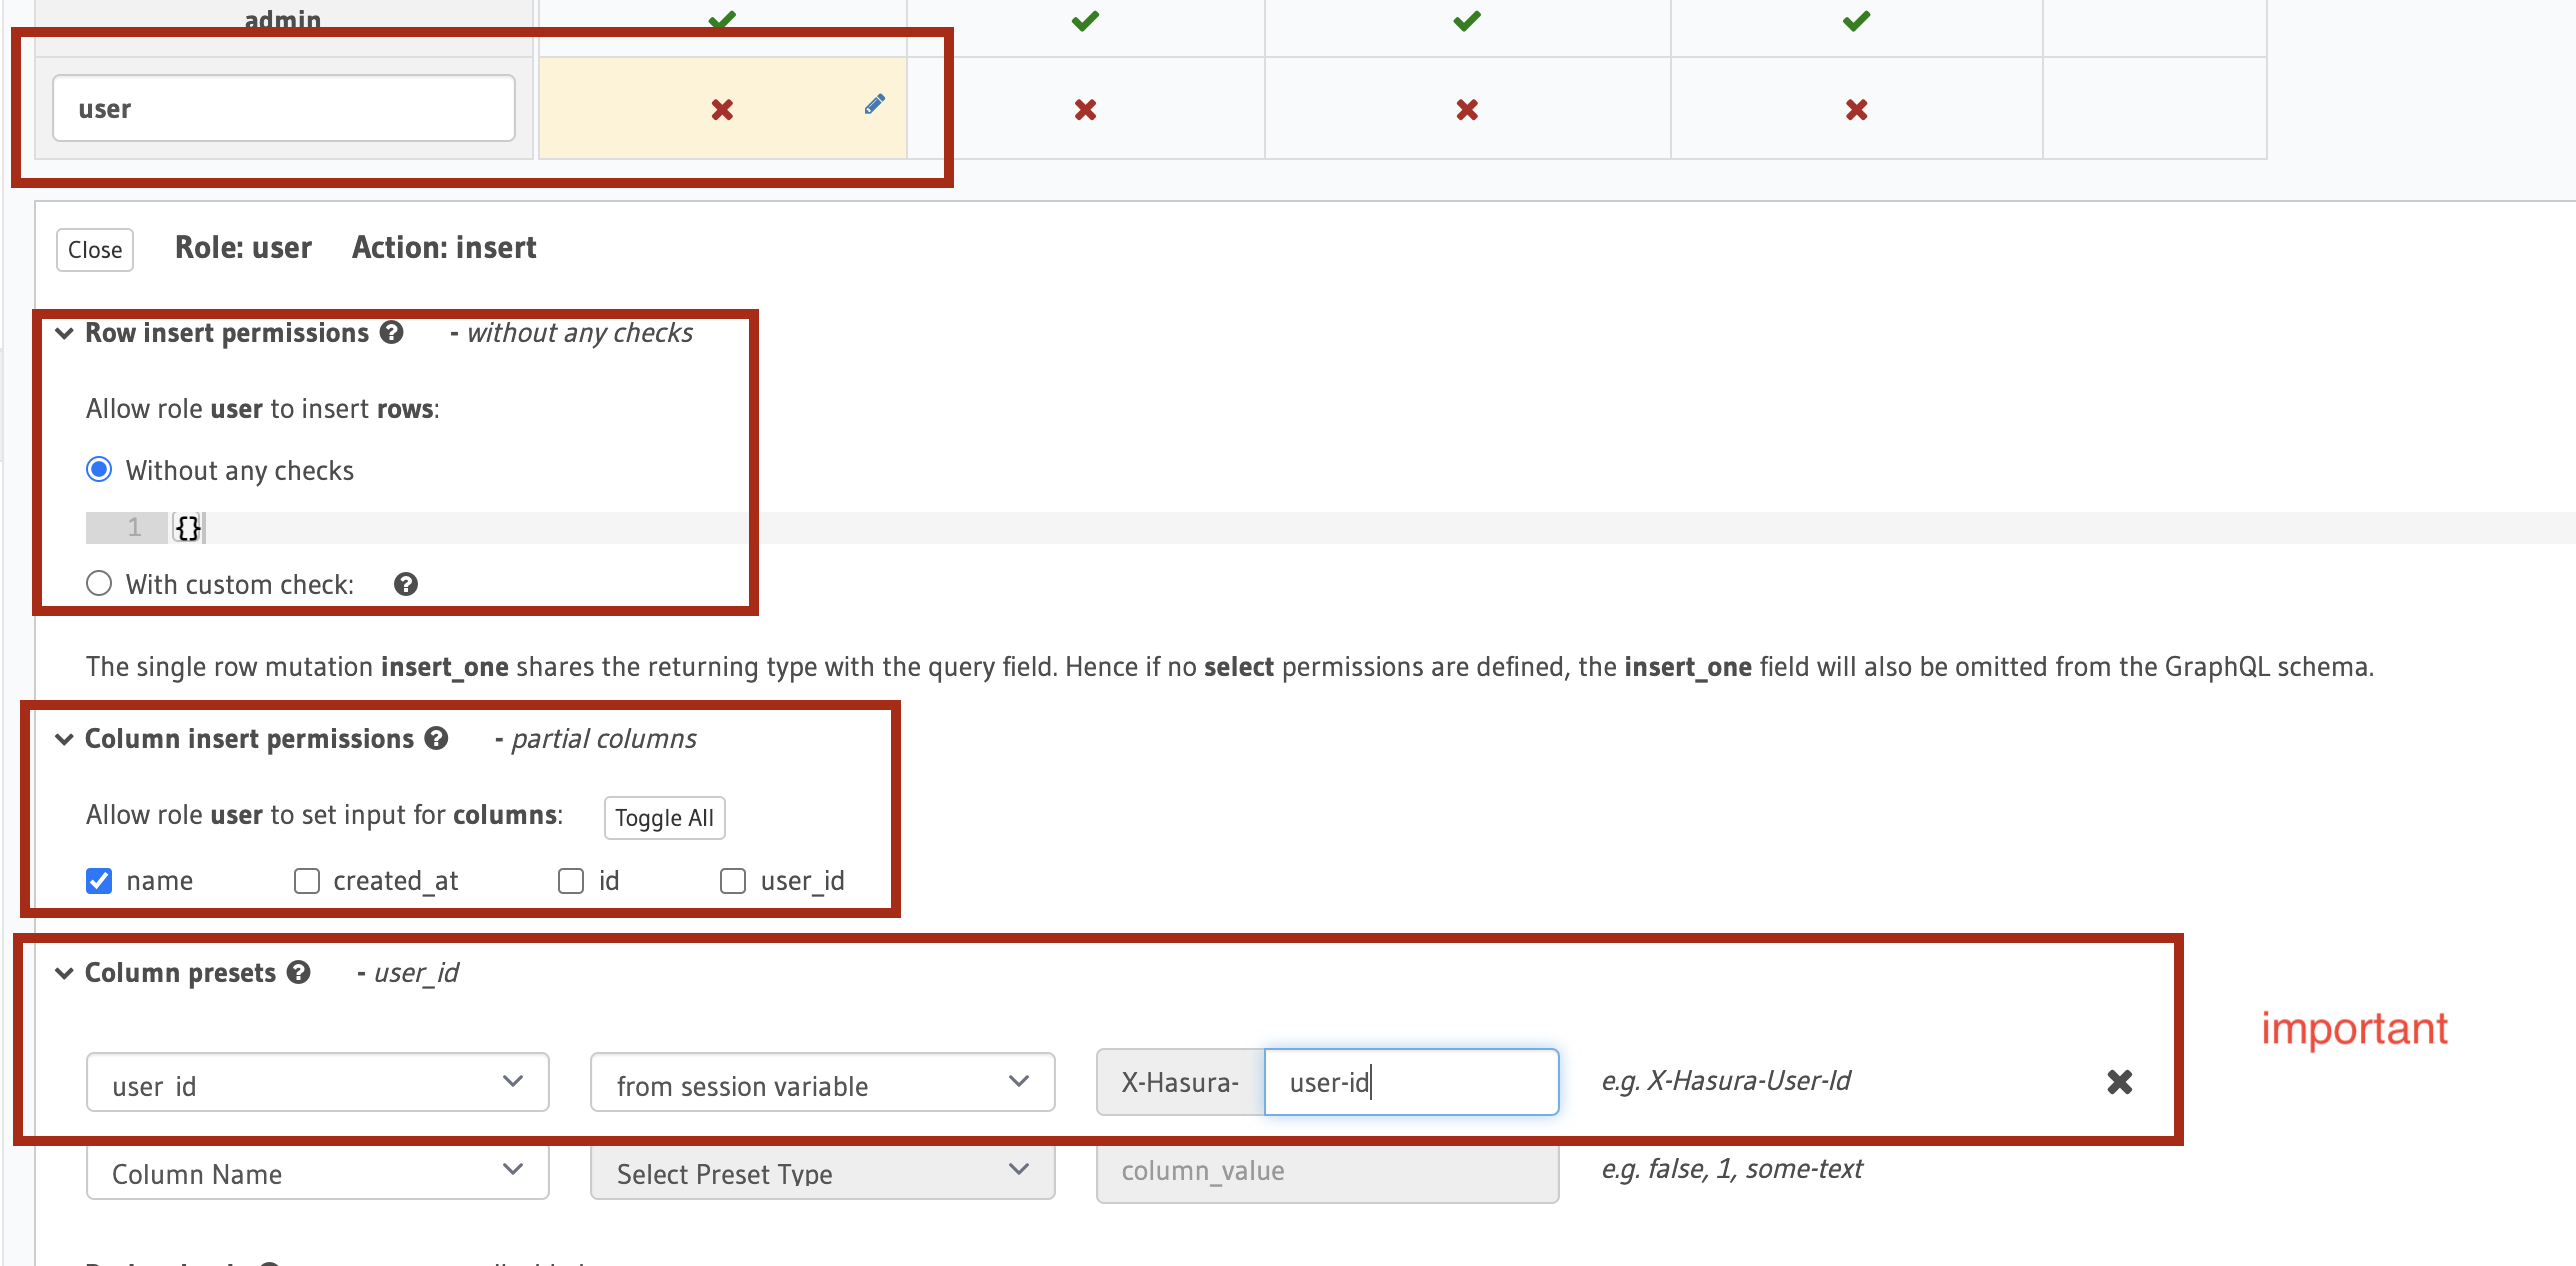 admin
user
Close Role: user Action: insert
Row insert permissions - without any checks
Allow role user to insert rows:
Without any checks
1 {}
With custom check:
The single row mutation insert_one shares the returning type with the query field. Hence if no select permissions are defined, the insert_one field will also be omitted from the GraphQL schema.
Column insert permissions - partial columns
Allow role user to set input for columns: Toggle All
name created_at id user_id
Column presets - user_id
important
user_id from session variable X-Hasura- user-id e.g. X-Hasura-User-Id
Column Name Select Preset Type column_value e.g. false, 1, some-text